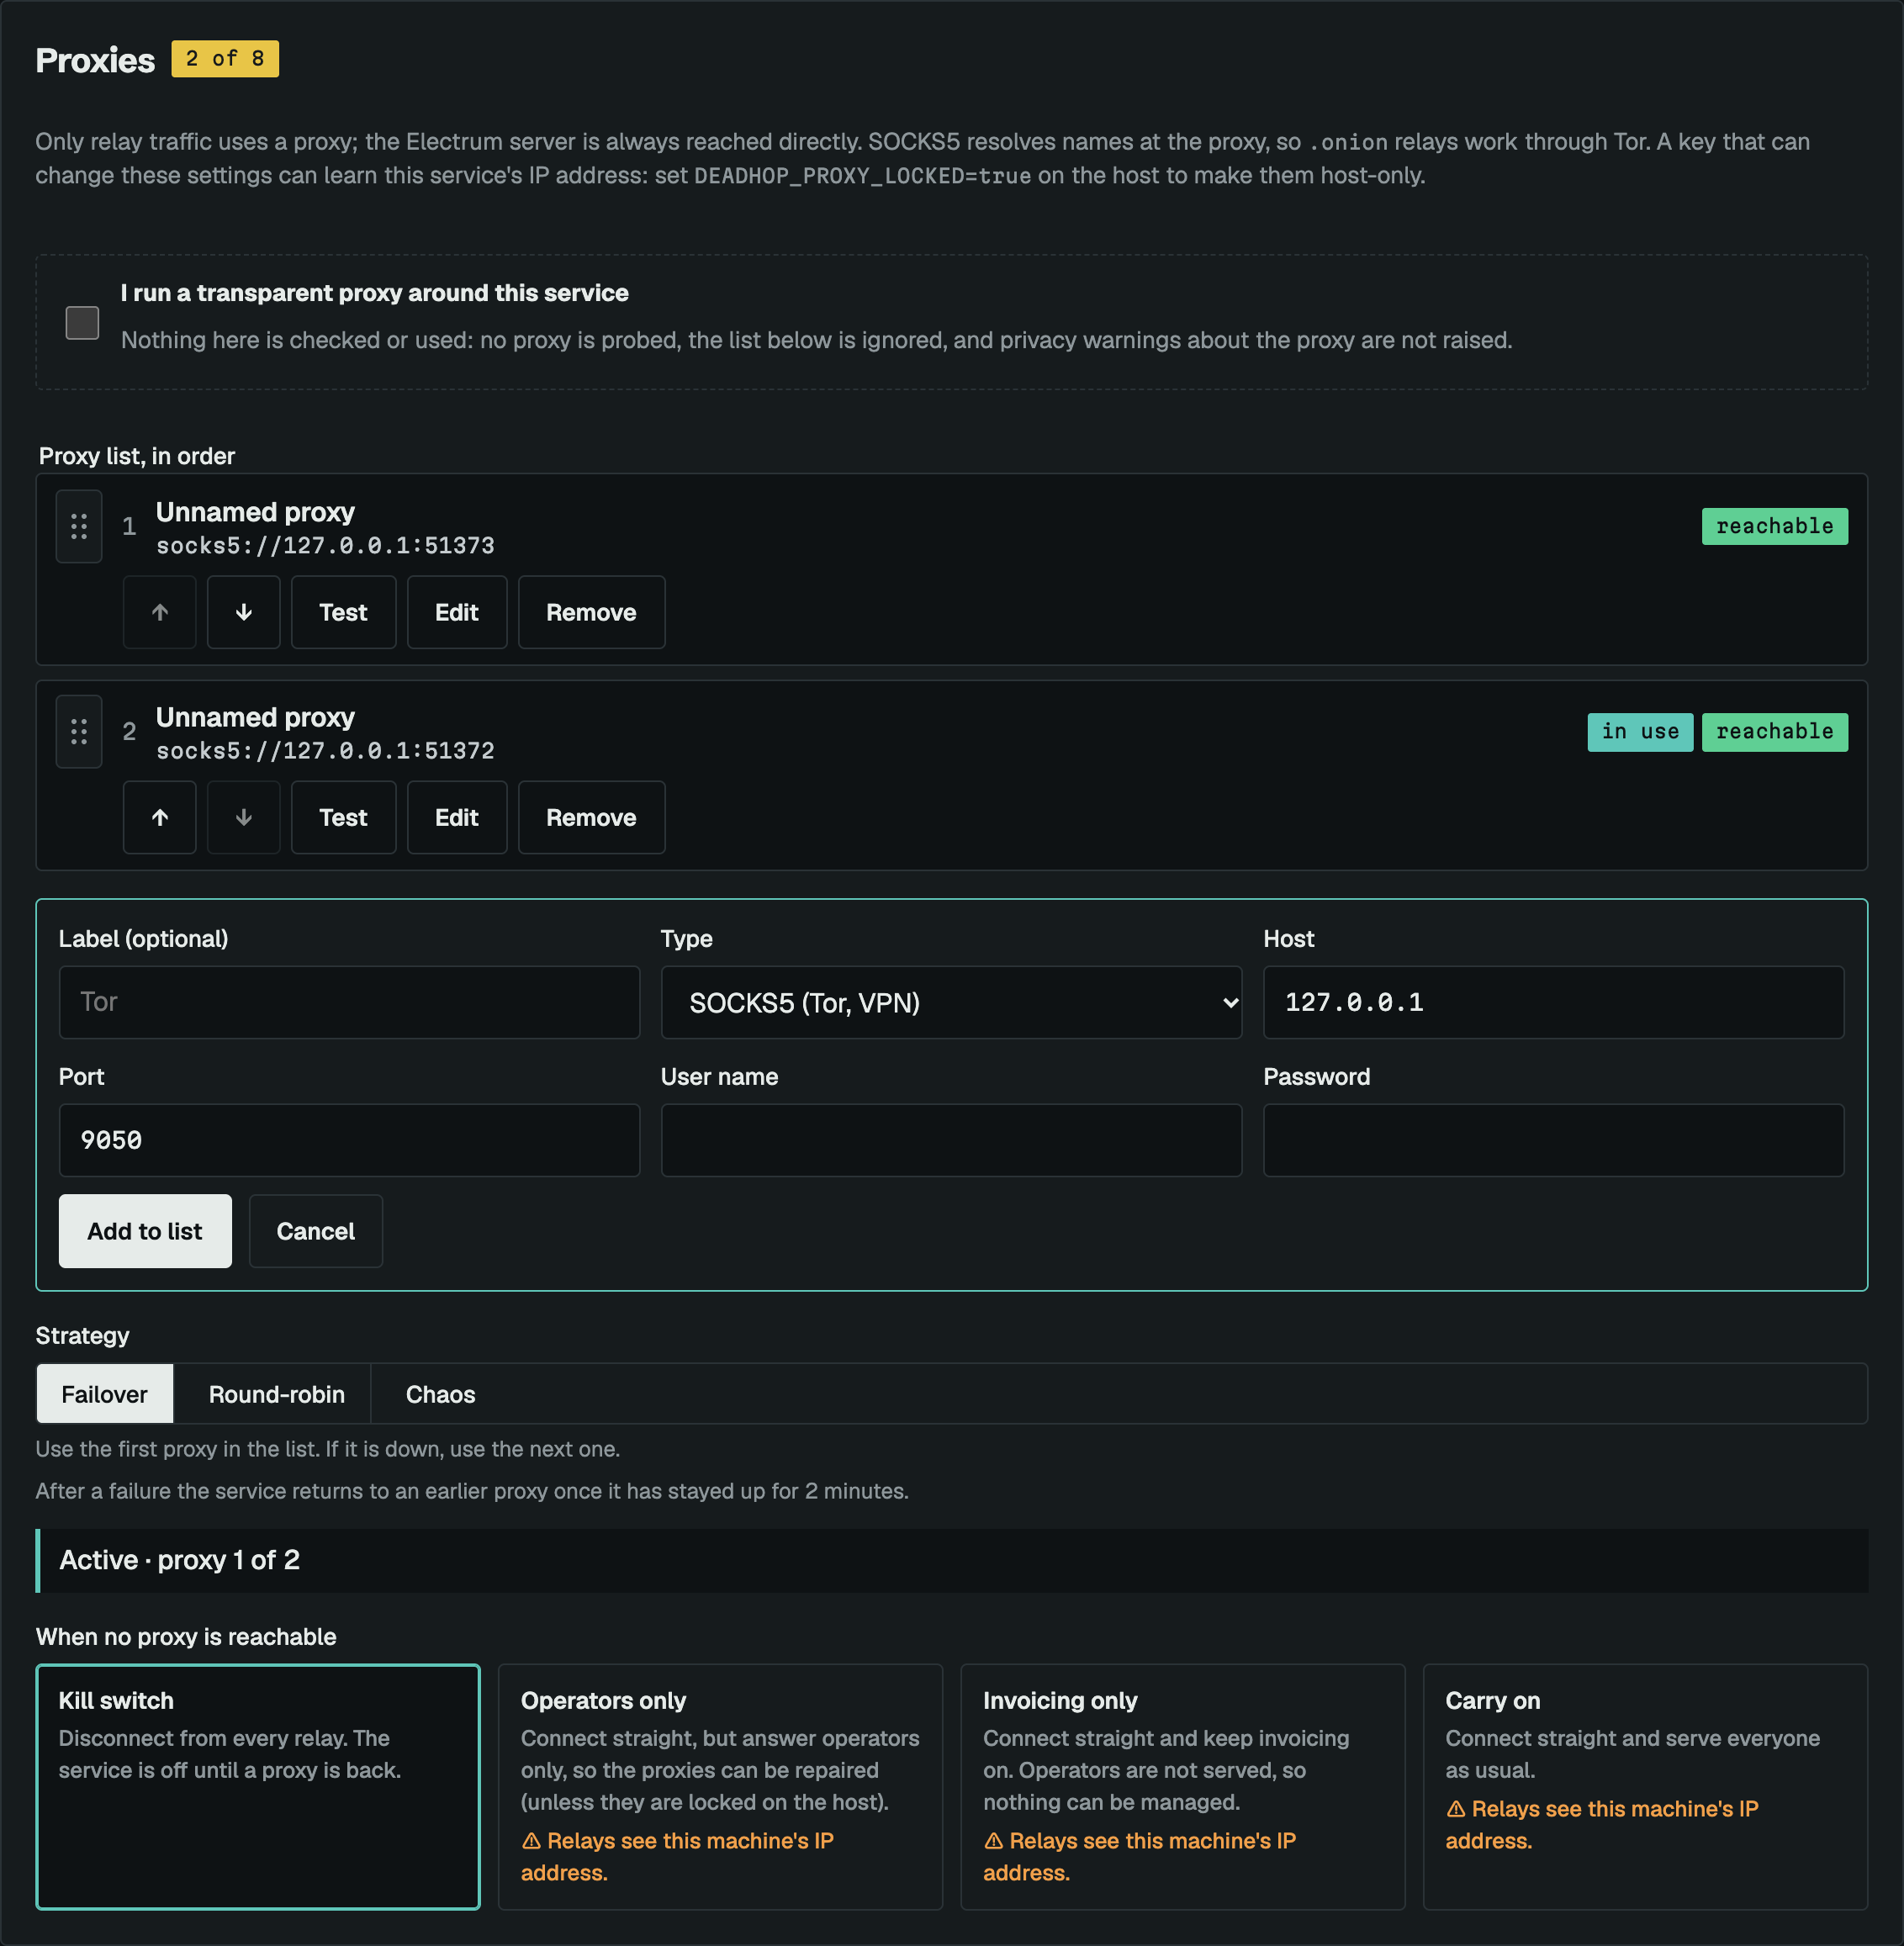 Proxies 2 of 8
Only relay traffic uses a proxy; the Electrum server is always reached directly. SOCKS5 resolves names at the proxy, so .onion relays work through Tor. A key that can
change these settings can learn this service's IP address: set DEADHOP_PROXY_LOCKED=true on the host to make them host-only.
I run a transparent proxy around this service
Nothing here is checked or used: no proxy is probed, the list below is ignored, and privacy warnings about the proxy are not raised.
Proxy list, in order
1 Unnamed proxy
socks5://127.0.0.1:51373
reachable
↑ ↓ Test Edit Remove
2 Unnamed proxy
socks5://127.0.0.1:51372
in use reachable
↑ ↓ Test Edit Remove
Label (optional) Type Host
Tor SOCKS5 (Tor, VPN) 127.0.0.1
Port User name Password
9050
Add to list Cancel
Strategy
Failover Round-robin Chaos
Use the first proxy in the list. If it is down, use the next one.
After a failure the service returns to an earlier proxy once it has stayed up for 2 minutes.
Active · proxy 1 of 2
When no proxy is reachable
Kill switch
Disconnect from every relay. The
service is off until a proxy is back.
Operators only
Connect straight, but answer operators
only, so the proxies can be repaired
(unless they are locked on the host).
⚠ Relays see this machine's IP
address.
Invoicing only
Connect straight and keep invoicing
on. Operators are not served, so
nothing can be managed.
⚠ Relays see this machine's IP
address.
Carry on
Connect straight and serve everyone
as usual.
⚠ Relays see this machine's IP
address.